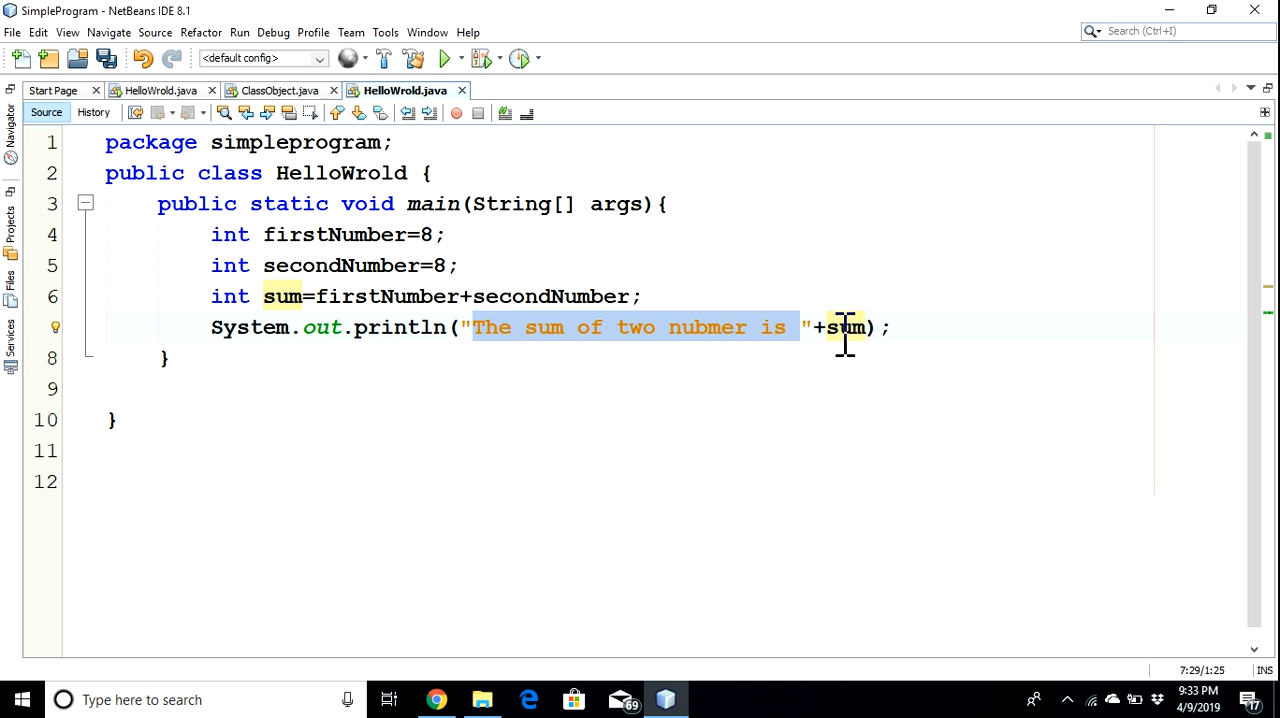 SimpleProgram - NetBeans IDE 8.1
File Edit View Navigate Source Refactor Run Debug Profile Team Tools Window Help
Search (Ctrl+I)
<default config>
Start Page HelloWrold.java ClassObject.java HelloWrold.java
Source History
Navigator
Projects
Files
Services
1 package simpleprogram;
2 public class HelloWrold {
3 public static void main(String[] args){
4 int firstNumber=8;
5 int secondNumber=8;
6 int sum=firstNumber+secondNumber;
System.out.println("The sum of two nubmer is "+sum);
8 }
9
10 }
11
12
7:29/1:25 INS
Type here to search
69
9:33 PM
4/9/2019
17